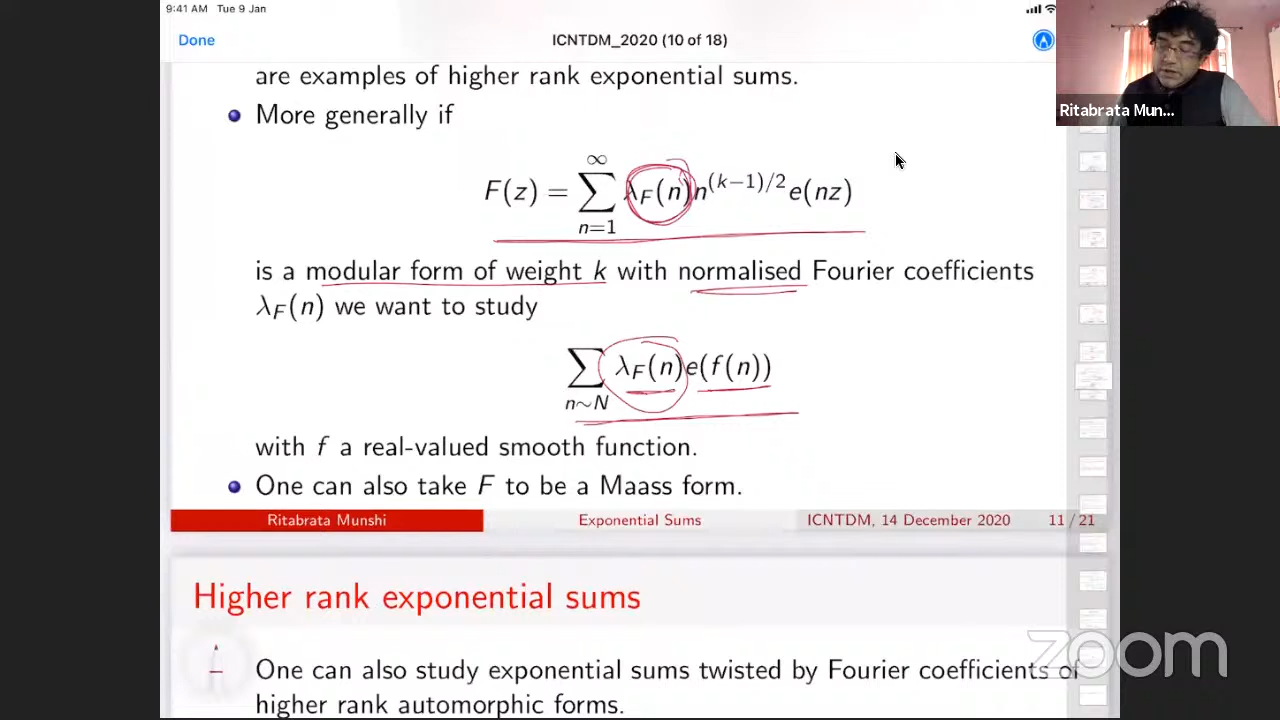 9:41 AM Tue 9 Jan
Done
ICNTDM_2020 (10 of 18)
Ritabrata Mun...
are examples of higher rank exponential sums.
More generally if
F(z) = ∑_{n=1}^{∞} λ_F(n)n^{(k−1)/2}e(nz)
is a modular form of weight k with normalised Fourier coefficients
λ_F(n) we want to study
∑_{n∼N} λ_F(n)e(f(n))
with f a real-valued smooth function.
One can also take F to be a Maass form.
Ritabrata Munshi Exponential Sums ICNTDM, 14 December 2020 11 / 21
Higher rank exponential sums
One can also study exponential sums twisted by Fourier coefficients of
higher rank automorphic forms.
zoom